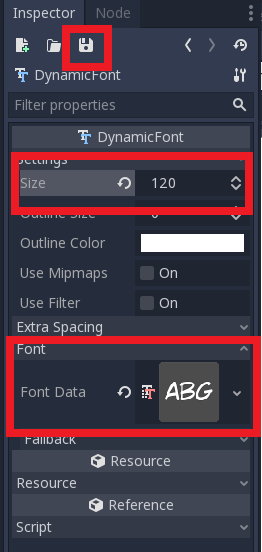 Inspector Node
DynamicFont
Filter properties
DynamicFont
Settings
Size 120
Outline Size 0
Outline Color
Use Mipmaps On
Use Filter On
Extra Spacing
Font
Font Data ABG
Fallback
Resource
Resource
Reference
Script